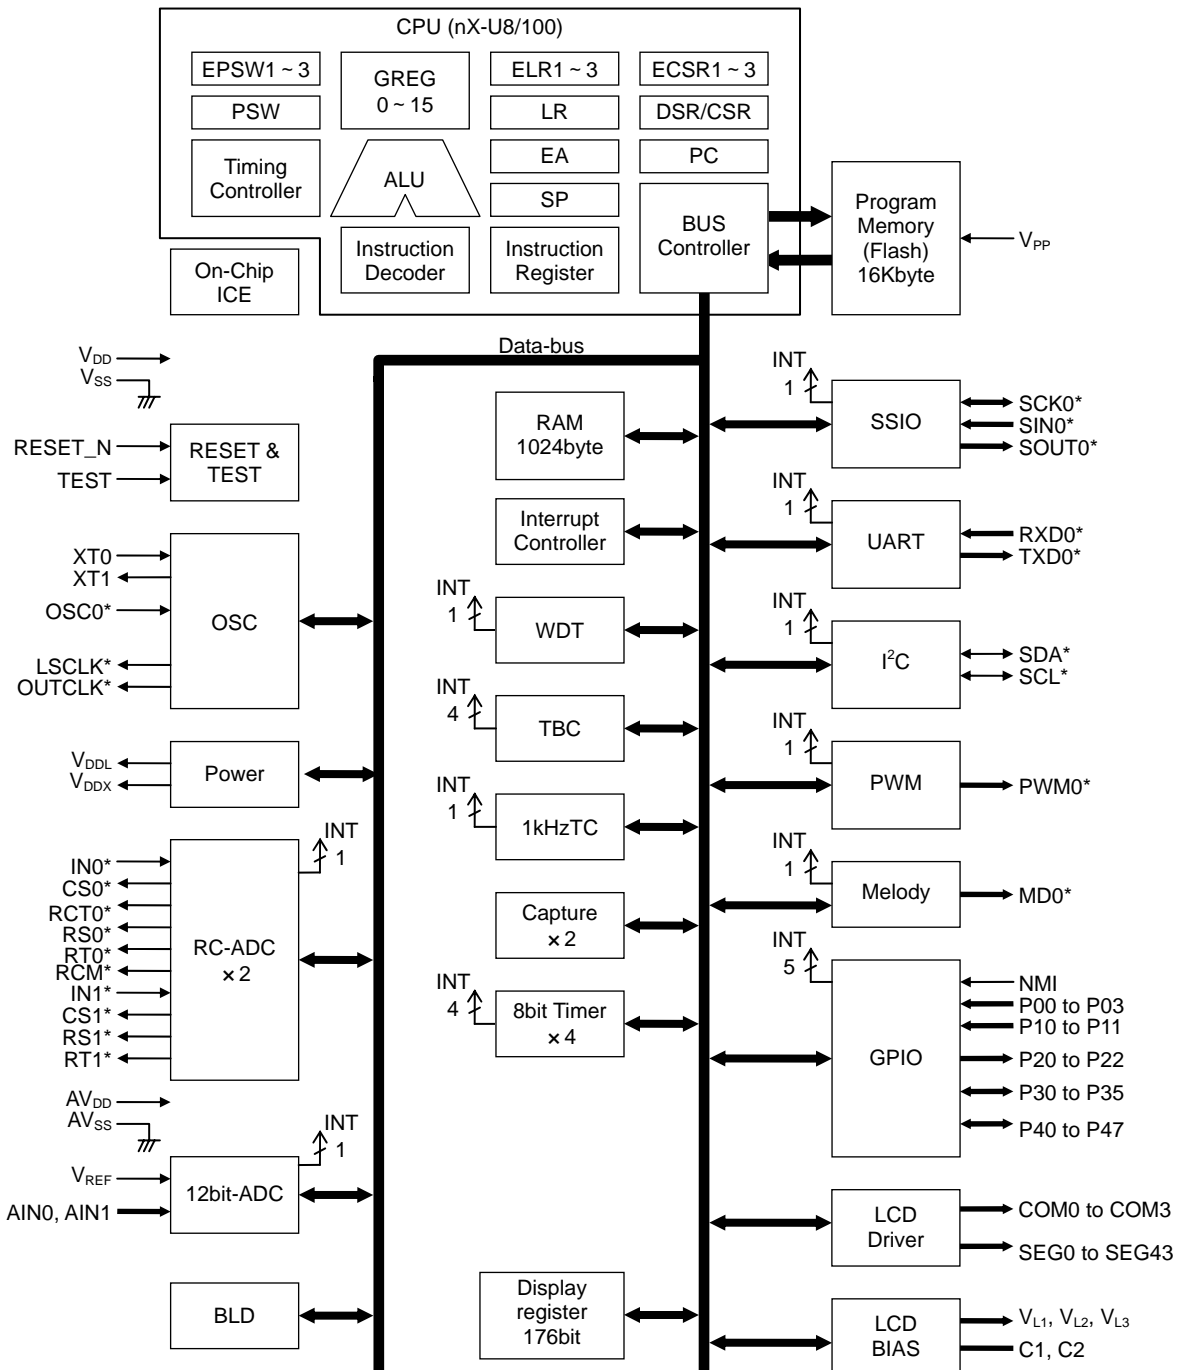 CPU (nX-U8/100)
EPSW1 ~ 3
GREG
0 ~ 15
ELR1 ~ 3
ECSR1 ~ 3
PSW
LR
DSR/CSR
Timing
Controller
ALU
EA
PC
SP
BUS
Controller
Program
Memory
(Flash)
16Kbyte
VPP
On-Chip
ICE
Instruction
Decoder
Instruction
Register
Data-bus
VDD
VSS
RESET_N
TEST
RESET &
TEST
XT0
XT1
OSC0*
LSCLK*
OUTCLK*
OSC
VDDL
VDDX
Power
IN0*
CS0*
RCT0*
RS0*
RT0*
RCM*
IN1*
CS1*
RS1*
RT1*
RC-ADC
× 2
INT
1
AVDD
AVSS
VREF
AIN0, AIN1
12bit-ADC
INT
1
BLD
RAM
1024byte
Interrupt
Controller
INT
1
WDT
INT
4
TBC
INT
1
1kHzTC
Capture
× 2
INT
4
8bit Timer
× 4
Display
register
176bit
INT
1
SSIO
SCK0*
SIN0*
SOUT0*
INT
1
UART
RXD0*
TXD0*
INT
1
I2C
SDA*
SCL*
INT
1
PWM
PWM0*
INT
1
Melody
MD0*
INT
5
GPIO
NMI
P00 to P03
P10 to P11
P20 to P22
P30 to P35
P40 to P47
LCD
Driver
COM0 to COM3
SEG0 to SEG43
LCD
BIAS
VL1, VL2, VL3
C1, C2